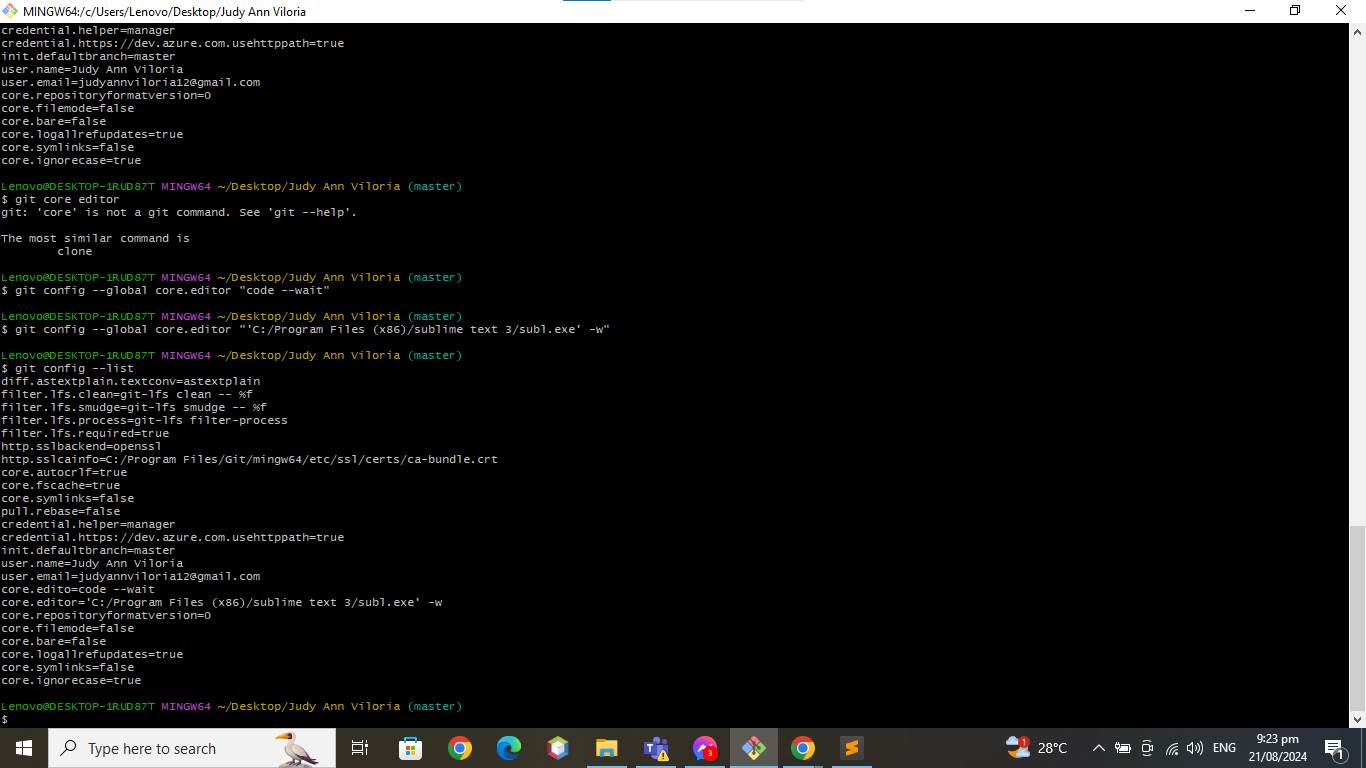 MINGW64:/c/Users/Lenovo/Desktop/Judy Ann Viloria
credential.helper=manager
credential.https://dev.azure.com.usehttppath=true
init.defaultbranch=master
user.name=Judy Ann Viloria
user.email=judyannviloria12@gmail.com
core.repositoryformatversion=0
core.filemode=false
core.bare=false
core.logallrefupdates=true
core.symlinks=false
core.ignorecase=true
Lenovo@DESKTOP-1RUD87T MINGW64 ~/Desktop/Judy Ann Viloria (master)
$ git core editor
git: 'core' is not a git command. See 'git --help'.
The most similar command is
clone
Lenovo@DESKTOP-1RUD87T MINGW64 ~/Desktop/Judy Ann Viloria (master)
$ git config --global core.editor "code --wait"
Lenovo@DESKTOP-1RUD87T MINGW64 ~/Desktop/Judy Ann Viloria (master)
$ git config --global core.editor "'C:/Program Files (x86)/sublime text 3/subl.exe' -w"
Lenovo@DESKTOP-1RUD87T MINGW64 ~/Desktop/Judy Ann Viloria (master)
$ git config --list
diff.astextplain.textconv=astextplain
filter.lfs.clean=git-lfs clean -- %f
filter.lfs.smudge=git-lfs smudge -- %f
filter.lfs.process=git-lfs filter-process
filter.lfs.required=true
http.sslbackend=openssl
http.sslcainfo=C:/Program Files/Git/mingw64/etc/ssl/certs/ca-bundle.crt
core.autocrlf=true
core.fscache=true
core.symlinks=false
pull.rebase=false
credential.helper=manager
credential.https://dev.azure.com.usehttppath=true
init.defaultbranch=master
user.name=Judy Ann Viloria
user.email=judyannviloria12@gmail.com
core.edito=code --wait
core.editor='C:/Program Files (x86)/sublime text 3/subl.exe' -w
core.repositoryformatversion=0
core.filemode=false
core.bare=false
core.logallrefupdates=true
core.symlinks=false
core.ignorecase=true
Lenovo@DESKTOP-1RUD87T MINGW64 ~/Desktop/Judy Ann Viloria (master)
$
Type here to search
3
1
28°C
ENG
9:23 pm
21/08/2024
1